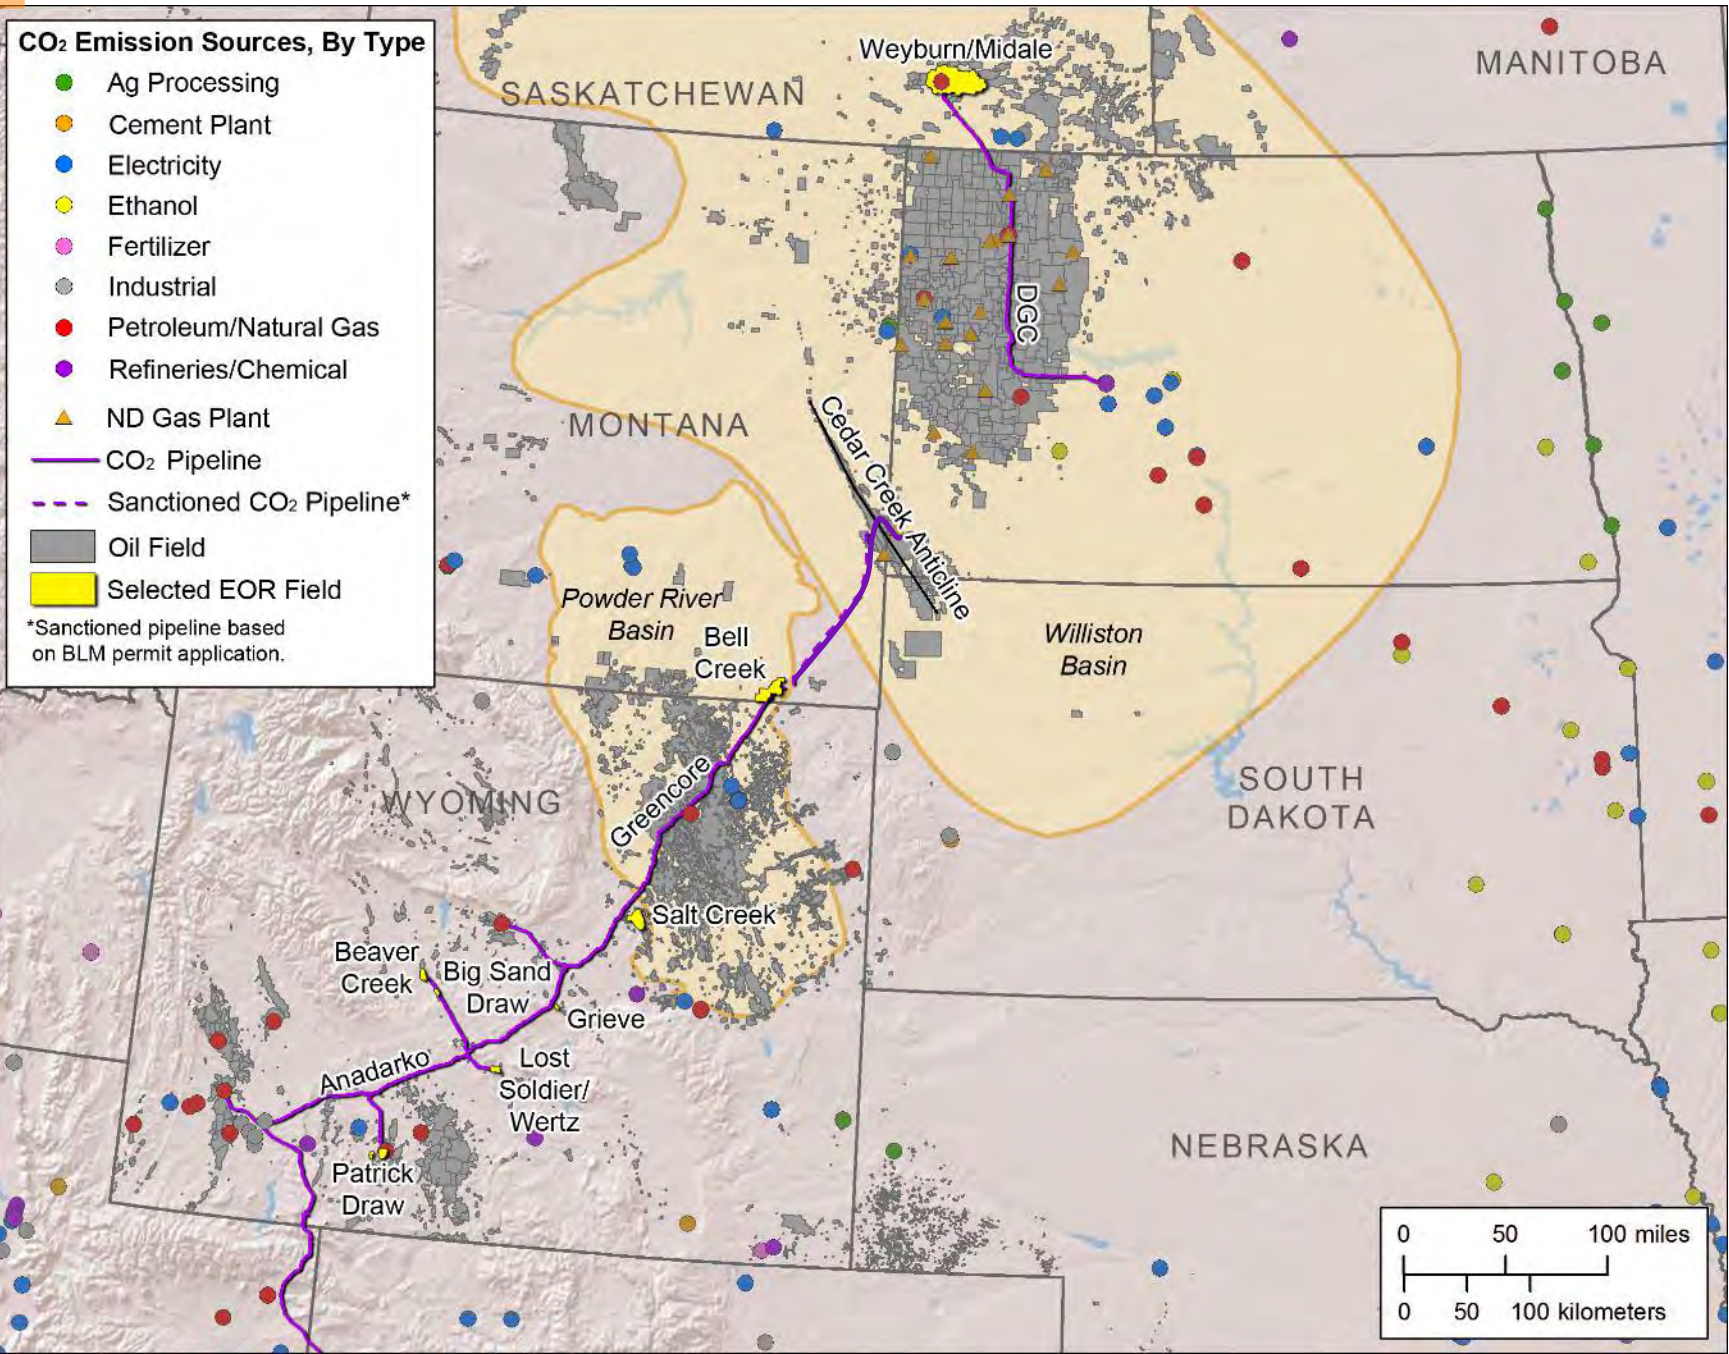 CO₂ Emission Sources, By Type
Ag Processing
Cement Plant
Electricity
Ethanol
Fertilizer
Industrial
Petroleum/Natural Gas
Refineries/Chemical
ND Gas Plant
CO₂ Pipeline
Sanctioned CO₂ Pipeline*
Oil Field
Selected EOR Field
*Sanctioned pipeline based
on BLM permit application.
Weyburn/Midale
SASKATCHEWAN
MANITOBA
DGC
MONTANA
Cedar Creek Anticline
Powder River
Basin
Bell
Creek
Williston
Basin
Greencore
WYOMING
SOUTH
DAKOTA
Salt Creek
Beaver
Creek
Big Sand
Draw
Grieve
Anadarko
Lost
Soldier/
Wertz
Patrick
Draw
NEBRASKA
0 50 100 miles
0 50 100 kilometers